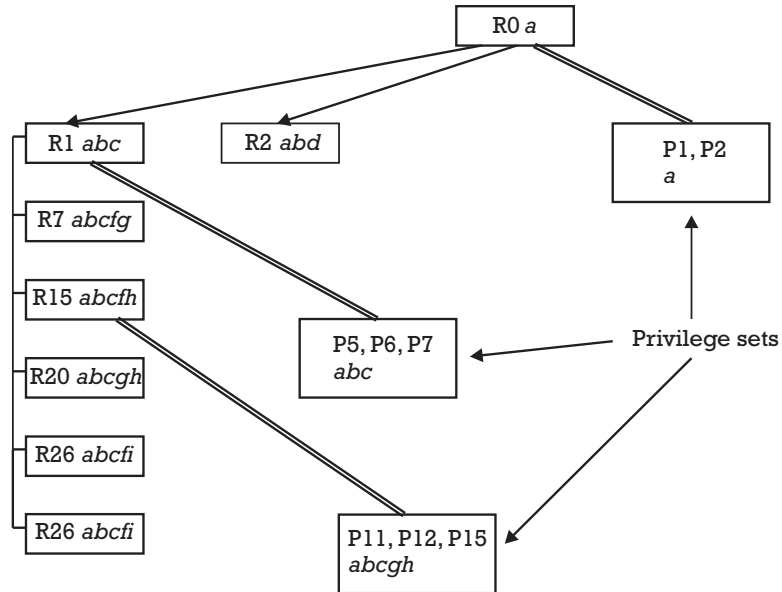 R0 a
R1 abc
R2 abd
P1, P2
a
R7 abcfg
R15 abcfh
P5, P6, P7
abc
Privilege sets
R20 abcgh
R26 abcfi
R26 abcfi
P11, P12, P15
abcgh